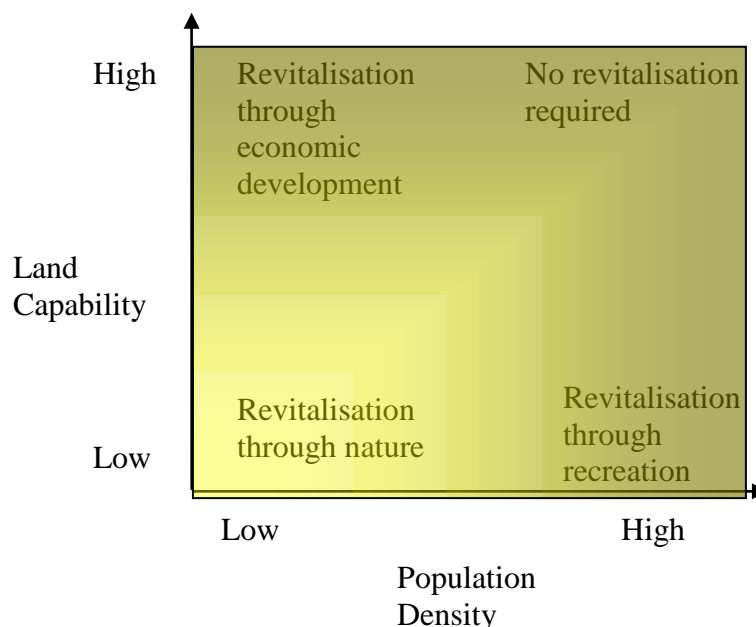 High
Revitalisation
through
economic
development
No revitalisation
required
Land
Capability
Revitalisation
through nature
Revitalisation
through
recreation
Low
Low
High
Population
Density